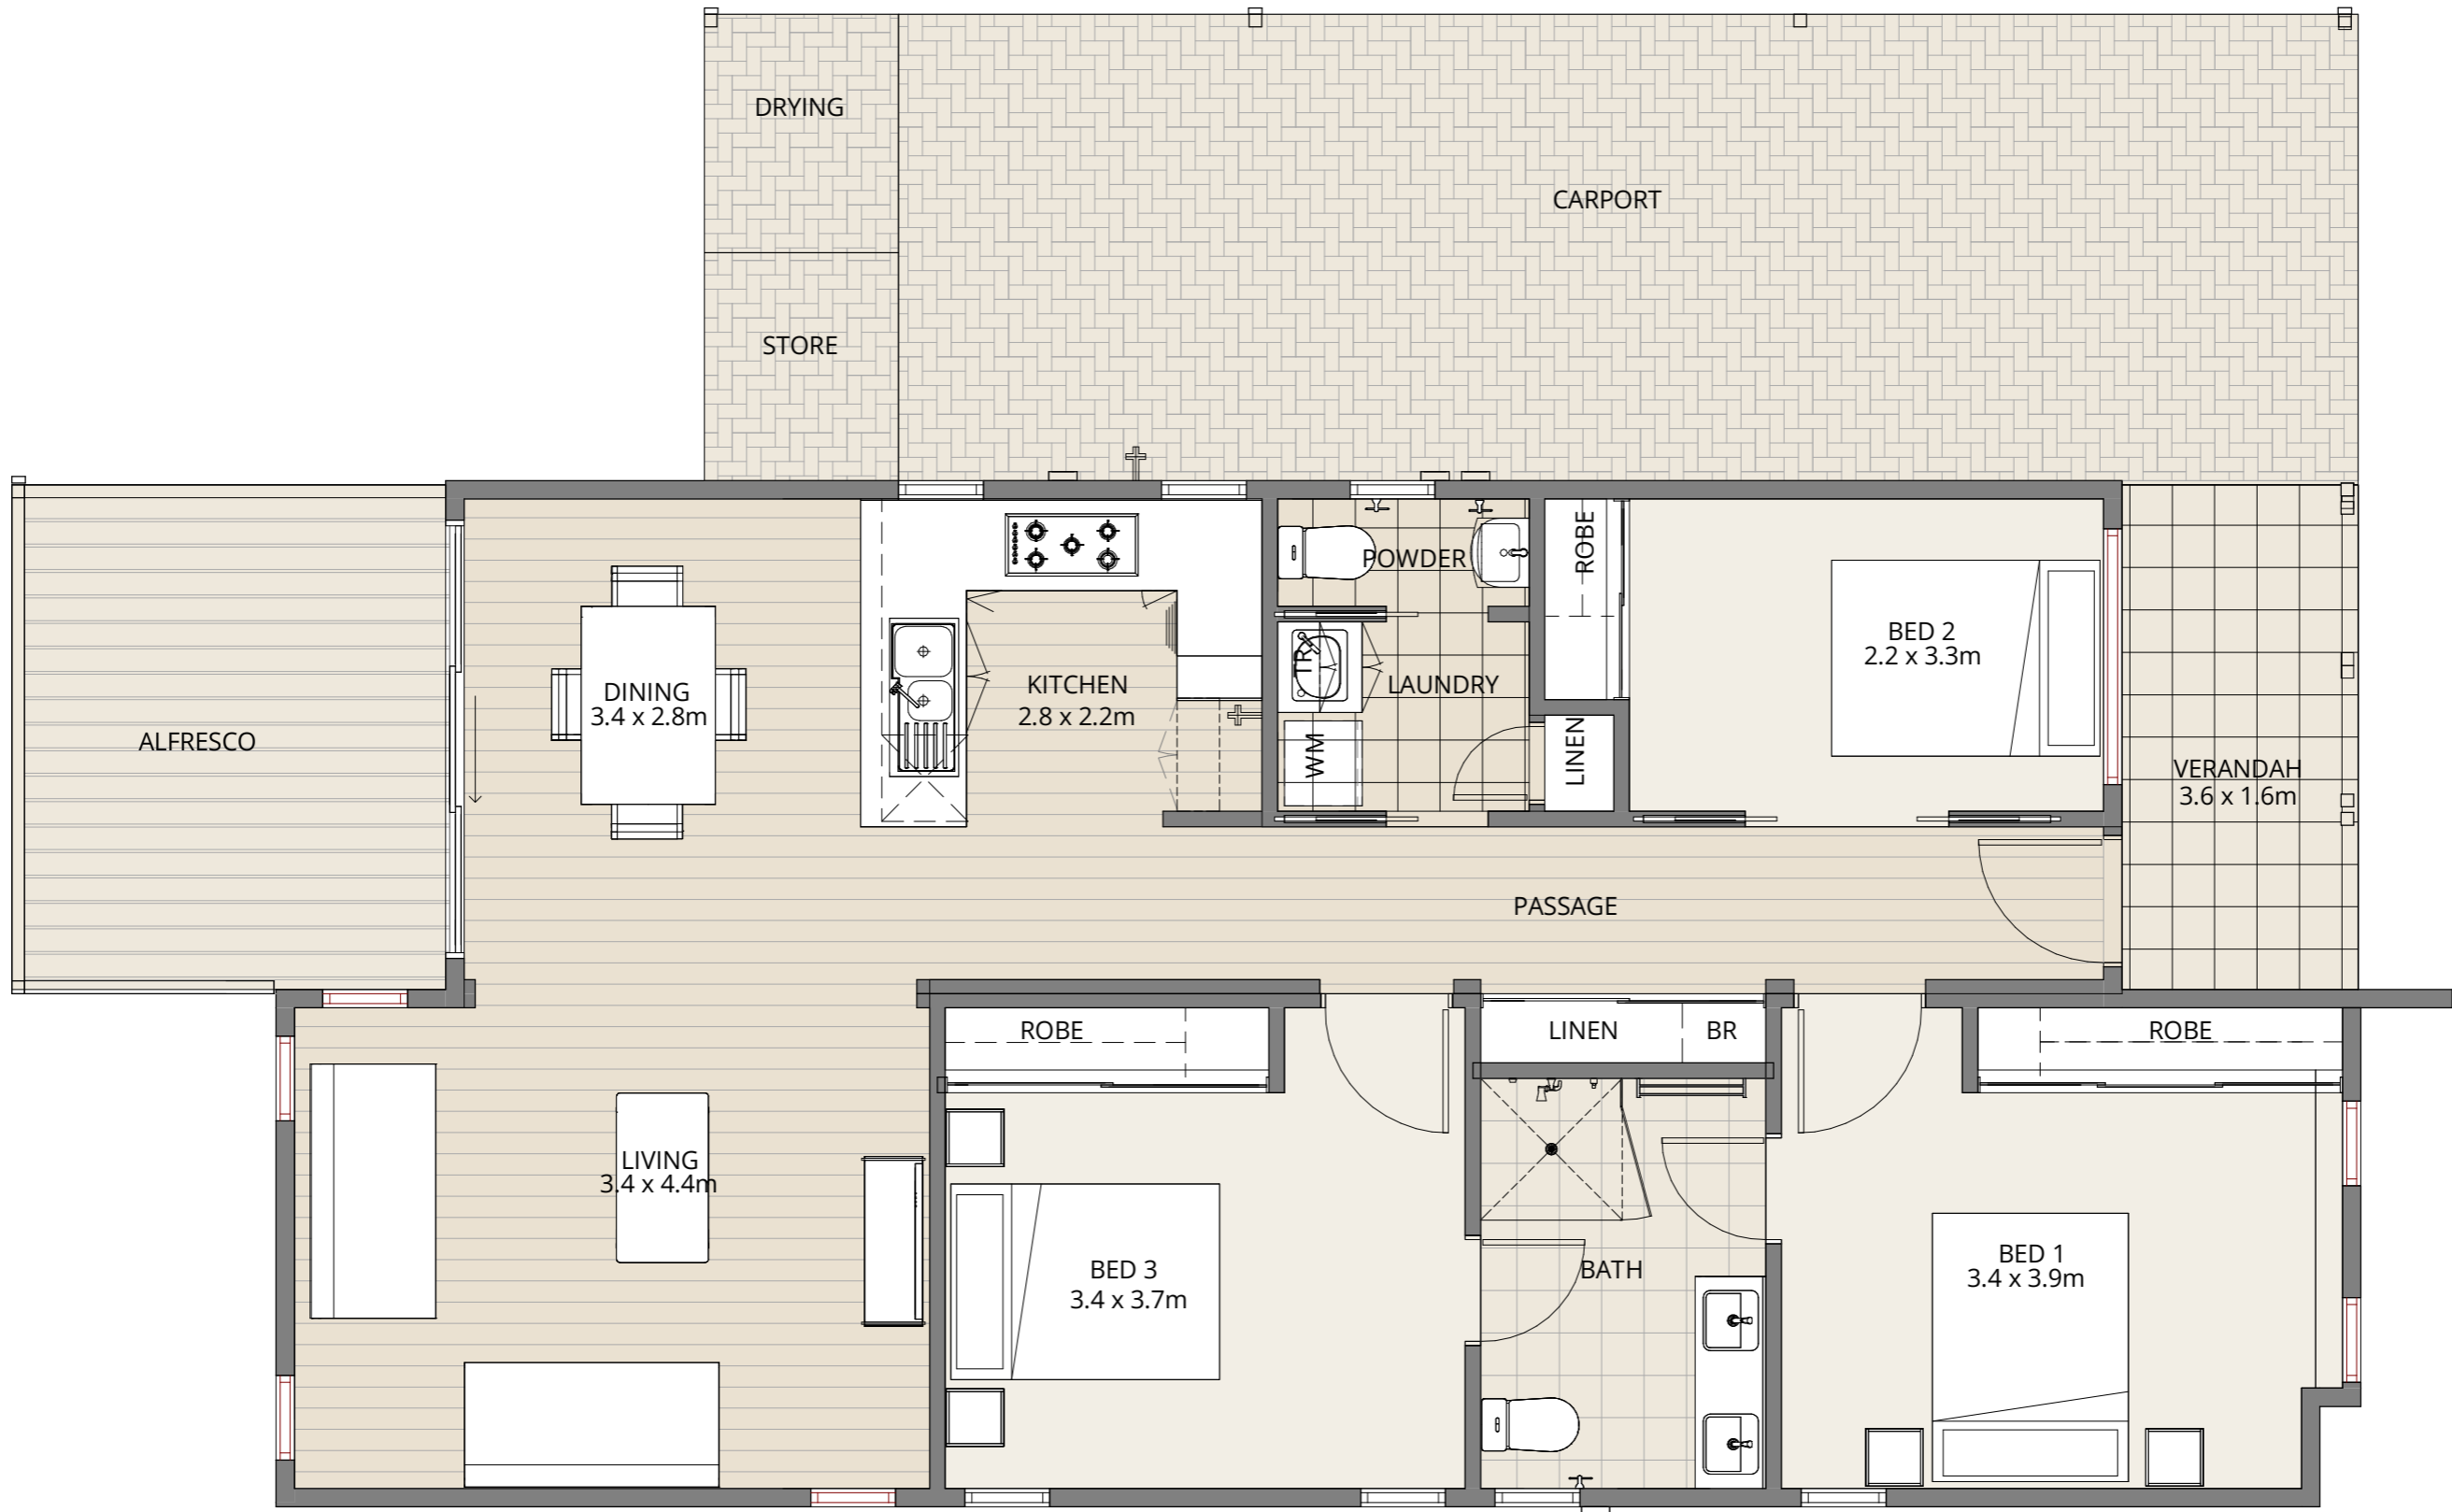 DRYING
CARPORT
STORE
POWDER
ROBE
BED 2
2.2 x 3.3m
TR
KITCHEN
2.8 x 2.2m
LAUNDRY
DINING
3.4 x 2.8m
ALFRESCO
WM
LINEN
VERANDAH
3.6 x 1.6m
PASSAGE
ROBE
LINEN
BR
ROBE
LIVING
3.4 x 4.4m
BED 3
3.4 x 3.7m
BATH
BED 1
3.4 x 3.9m